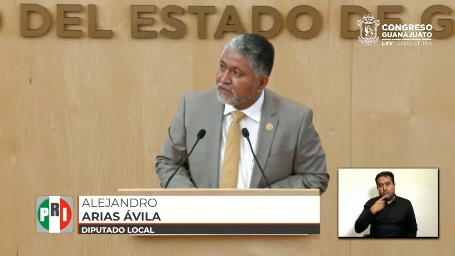 DEL ESTADO DE G
CONGRESO
GUANAJUATO
LXV LEGISLATURA
ALEJANDRO
ARIAS ÁVILA
PRI
DIPUTADO LOCAL